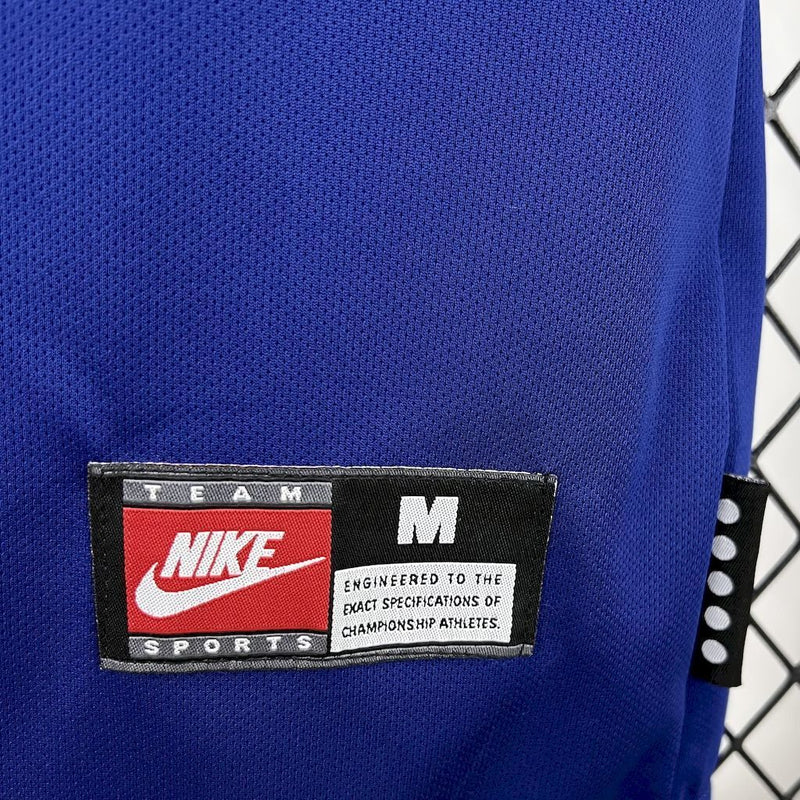 TEAM
NIKE
SPORTS
M
ENGINEERED TO THE
EXACT SPECIFICATIONS OF
CHAMPIONSHIP ATHLETES.